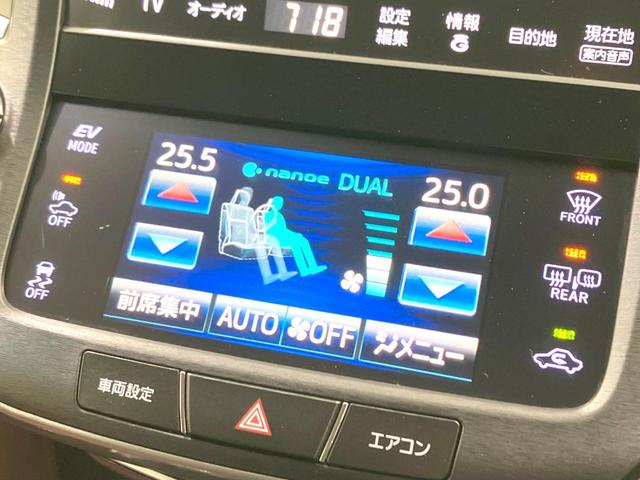 TV オーディオ 718 設定 編集 情報 G 目的地 現在地 案内音声
EV MODE
25.5 nanoe DUAL 25.0
OFF
FRONT
OFF
REAR
前席集中 AUTO OFF メニュー
車両設定 エアコン